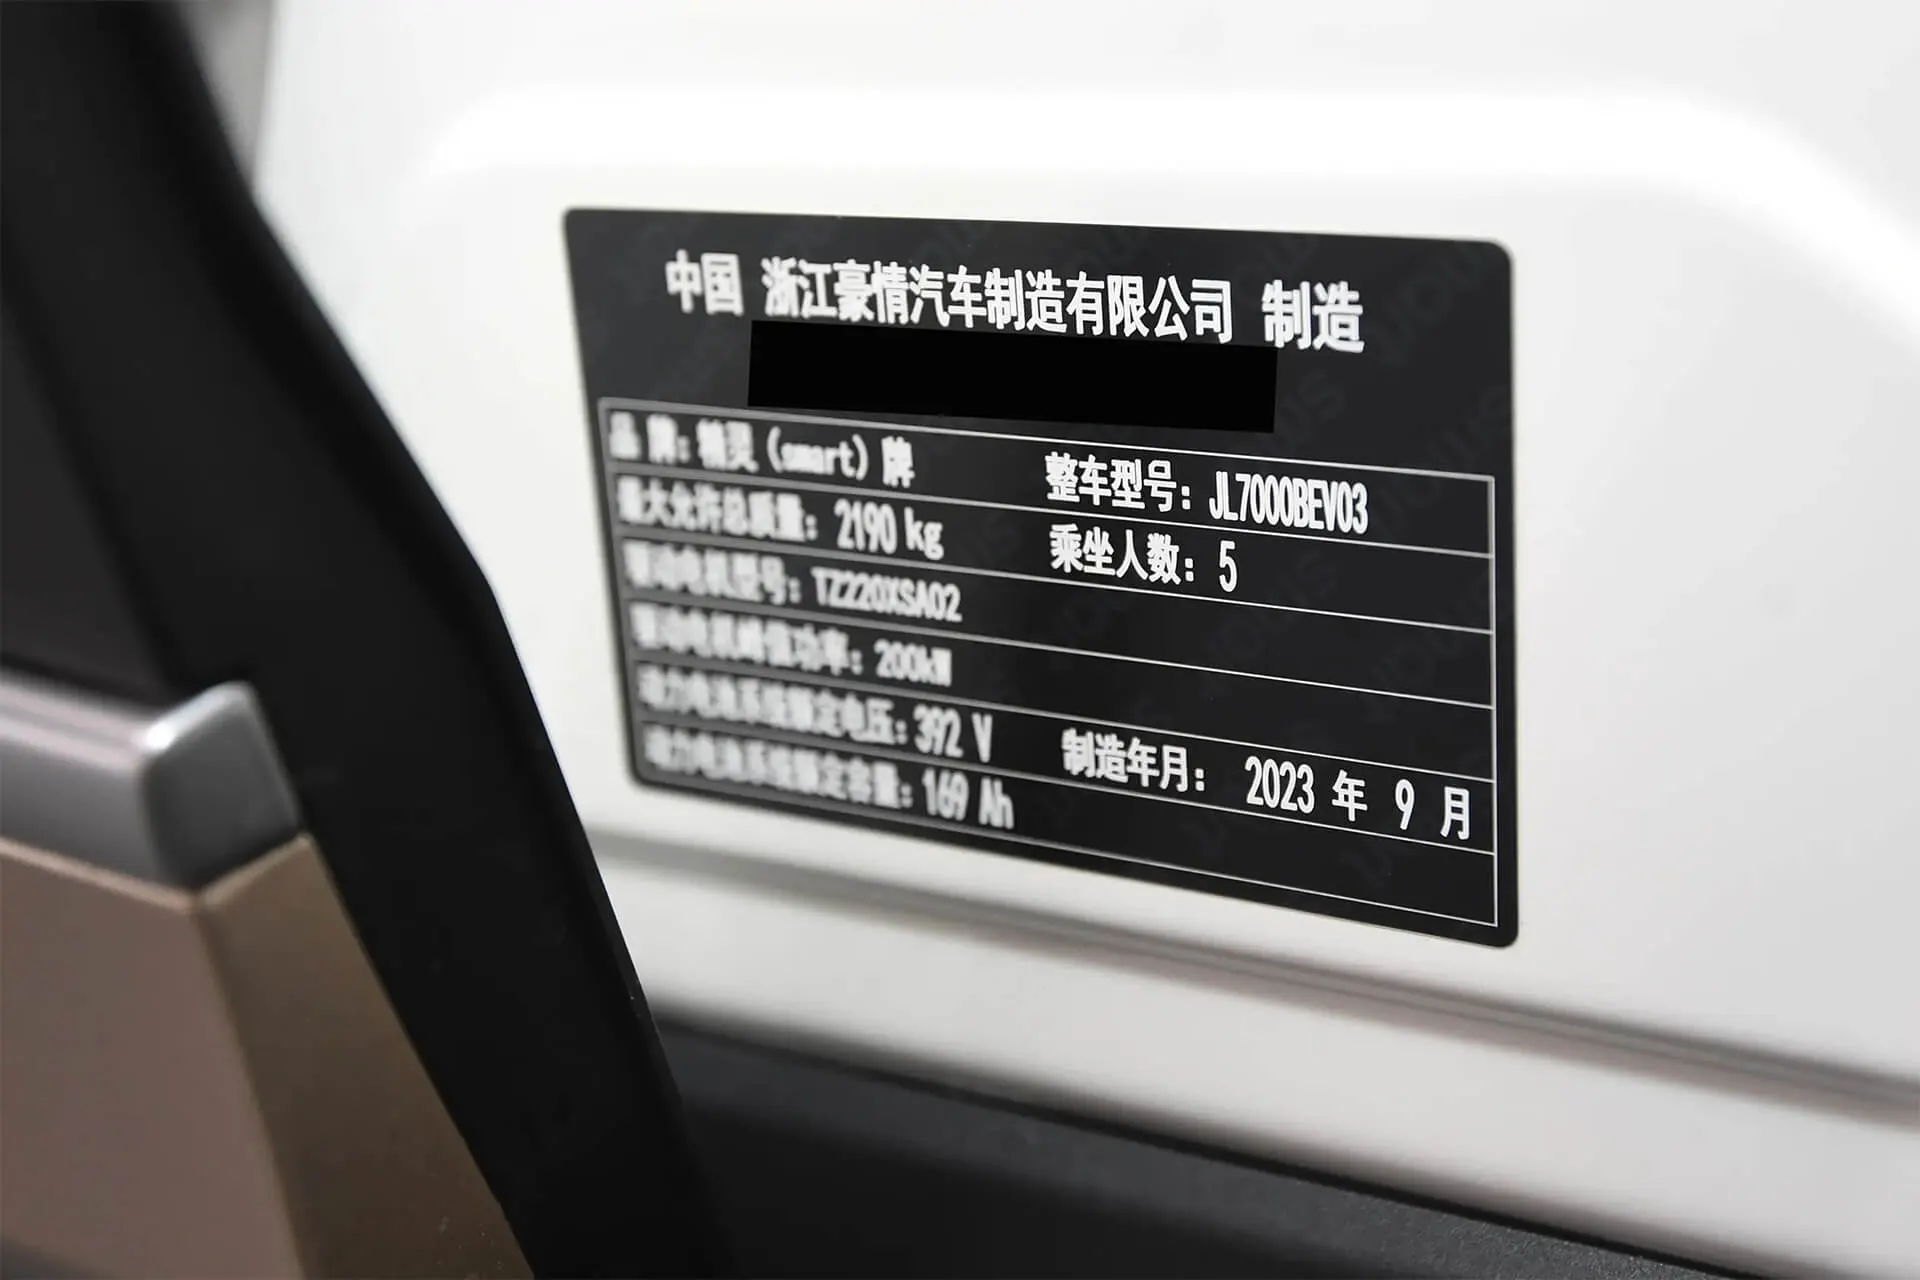 中国 浙江豪情汽车制造有限公司 制造
品 牌: 精灵 (smart) 牌 整车型号: JL7000BEV03
最大允许总质量: 2190 kg 乘坐人数: 5
驱动电机型号: TZ220XSA02
驱动电机峰值功率: 200kW
动力电池系统额定电压: 392 V 制造年月: 2023 年 9 月
动力电池系统额定容量: 169 Ah